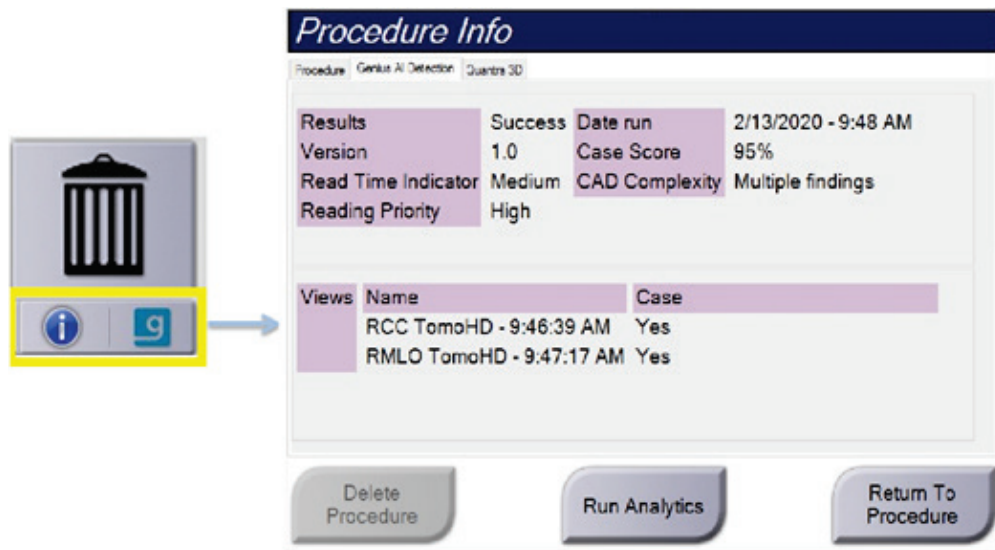 Procedure Info
Procedure Genius AI Detection Quantra 3D
Results Success Date run 2/13/2020 - 9:48 AM
Version 1.0 Case Score 95%
Read Time Indicator Medium CAD Complexity Multiple findings
Reading Priority High
i g
Views Name Case
RCC TomoHD - 9:46:39 AM Yes
RMLO TomoHD - 9:47:17 AM Yes
Delete
Procedure
Run Analytics
Return To
Procedure